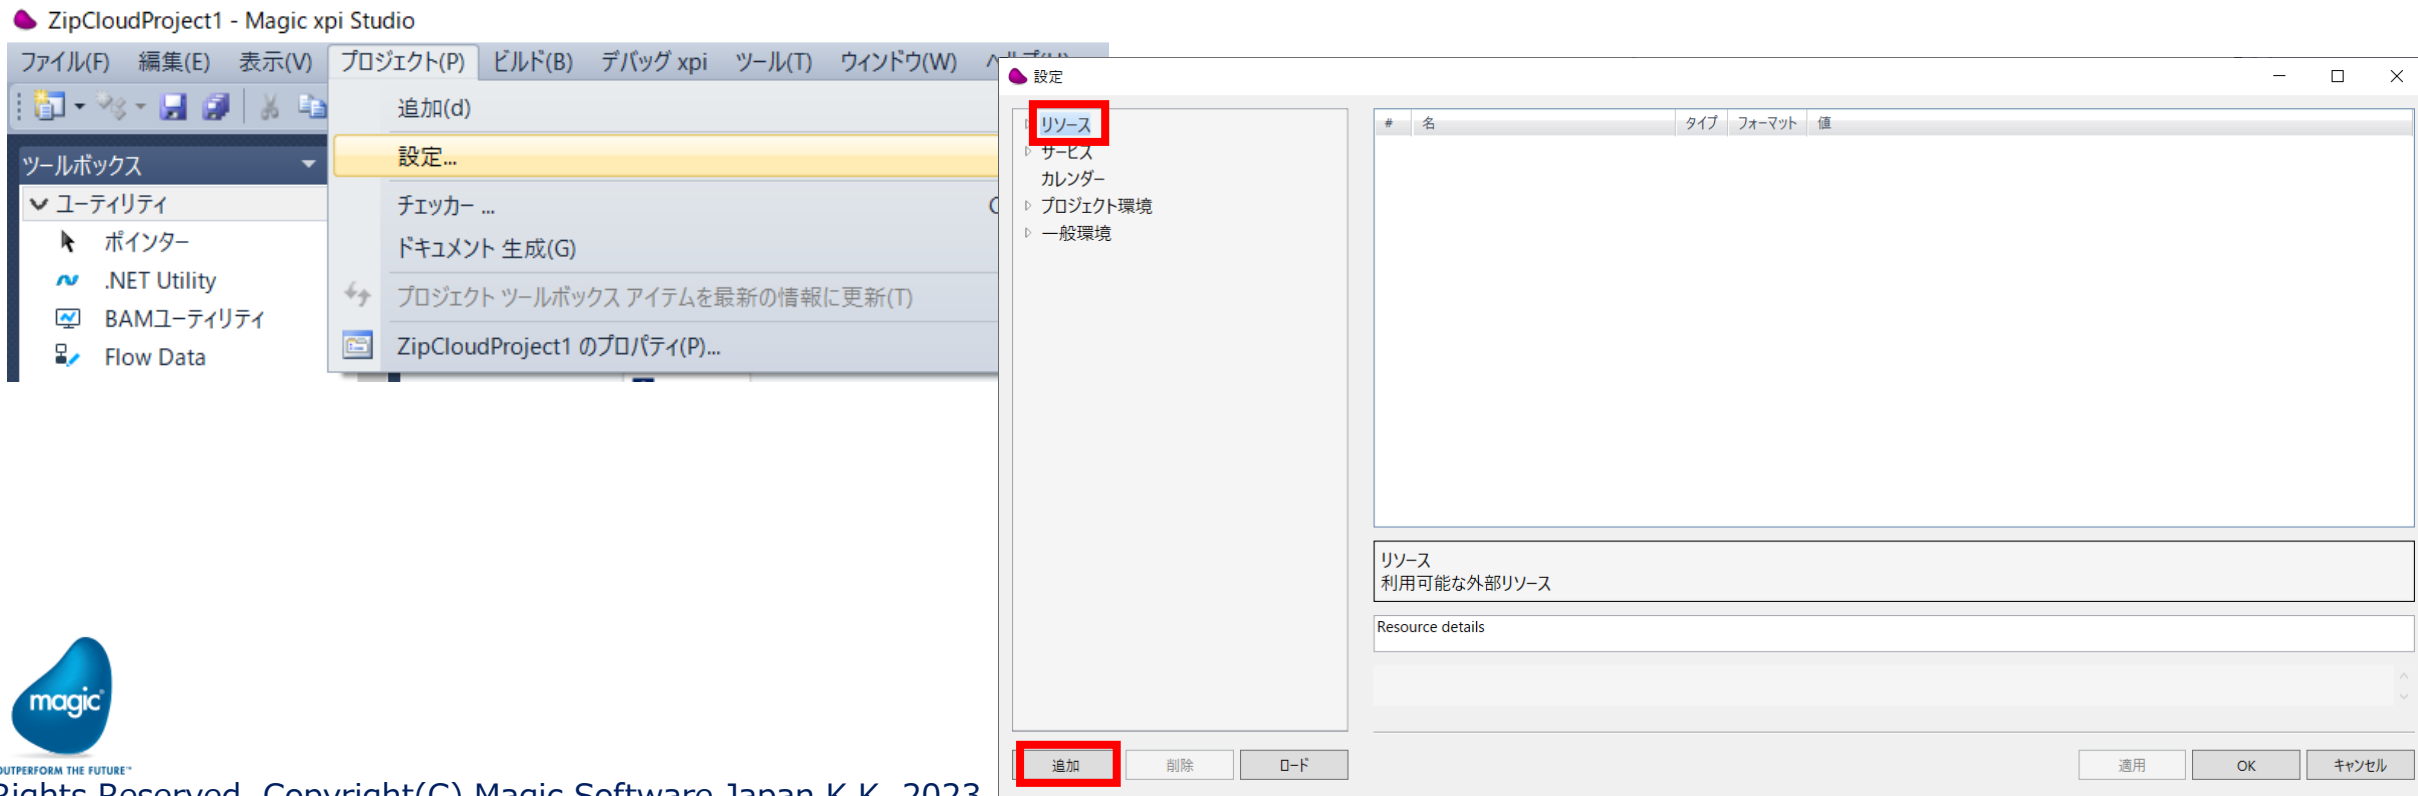 ZipCloudProject1 - Magic xpi Studio
ファイル(F) 編集(E) 表示(V) プロジェクト(P) ビルド(B) デバッグ xpi ツール(T) ウィンドウ(W)
追加(d)
設定...
チェッカー ...
ドキュメント 生成(G)
プロジェクト ツールボックス アイテムを最新の情報に更新(T)
ZipCloudProject1 のプロパティ(P)...
ツールボックス
ユーティリティ
ポインター
.NET Utility
BAMユーティリティ
Flow Data
設定
リソース
サービス
カレンダー
プロジェクト環境
一般環境
# 名 タイプ フォーマット 値
リソース
利用可能な外部リソース
Resource details
追加 削除 ロード 適用 OK キャンセル
magic
OUTPERFORM THE FUTURE™
Rights Reserved, Copyright(C) Magic Software Japan K.K. 2023